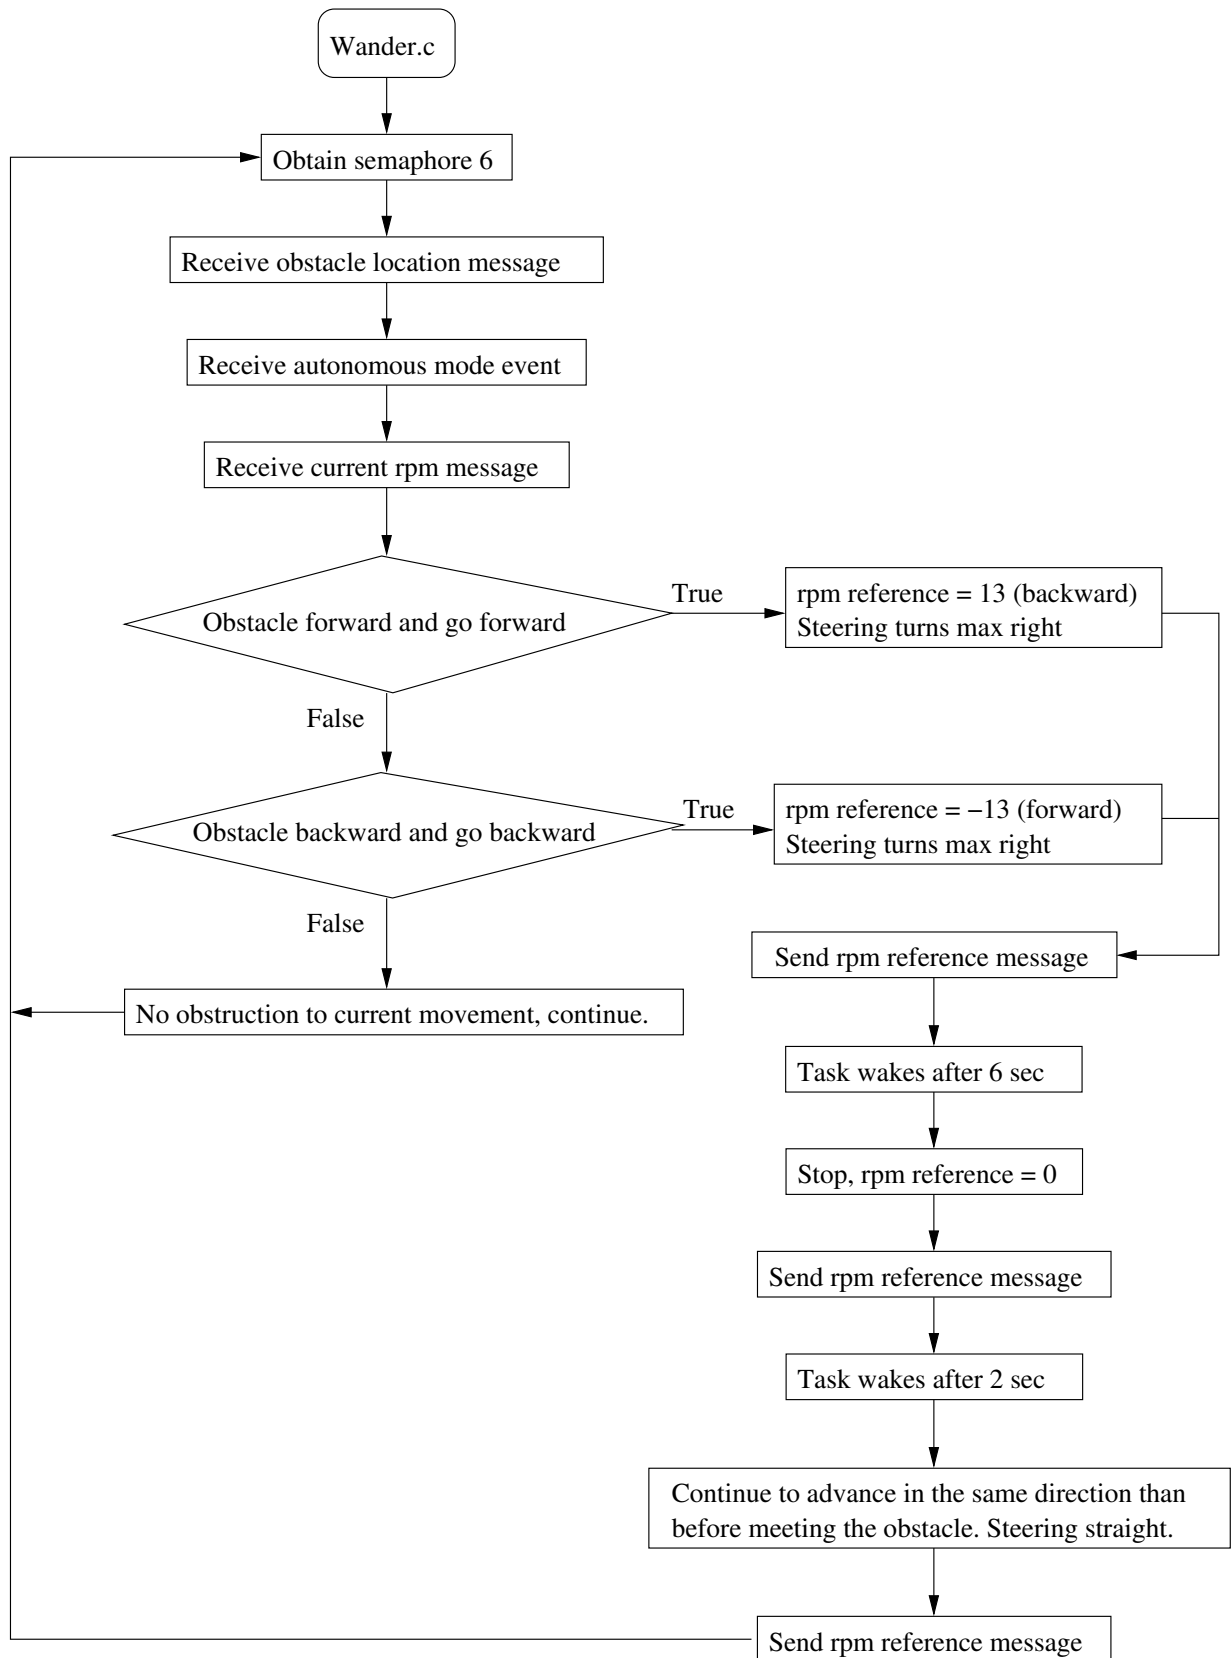 Wander.c
Obtain semaphore 6
Receive obstacle location message
Receive autonomous mode event
Receive current rpm message
Obstacle forward and go forward
True
rpm reference = 13 (backward)
Steering turns max right
False
Obstacle backward and go backward
True
rpm reference = −13 (forward)
Steering turns max right
False
No obstruction to current movement, continue.
Send rpm reference message
Task wakes after 6 sec
Stop, rpm reference = 0
Send rpm reference message
Task wakes after 2 sec
Continue to advance in the same direction than
before meeting the obstacle. Steering straight.
Send rpm reference message